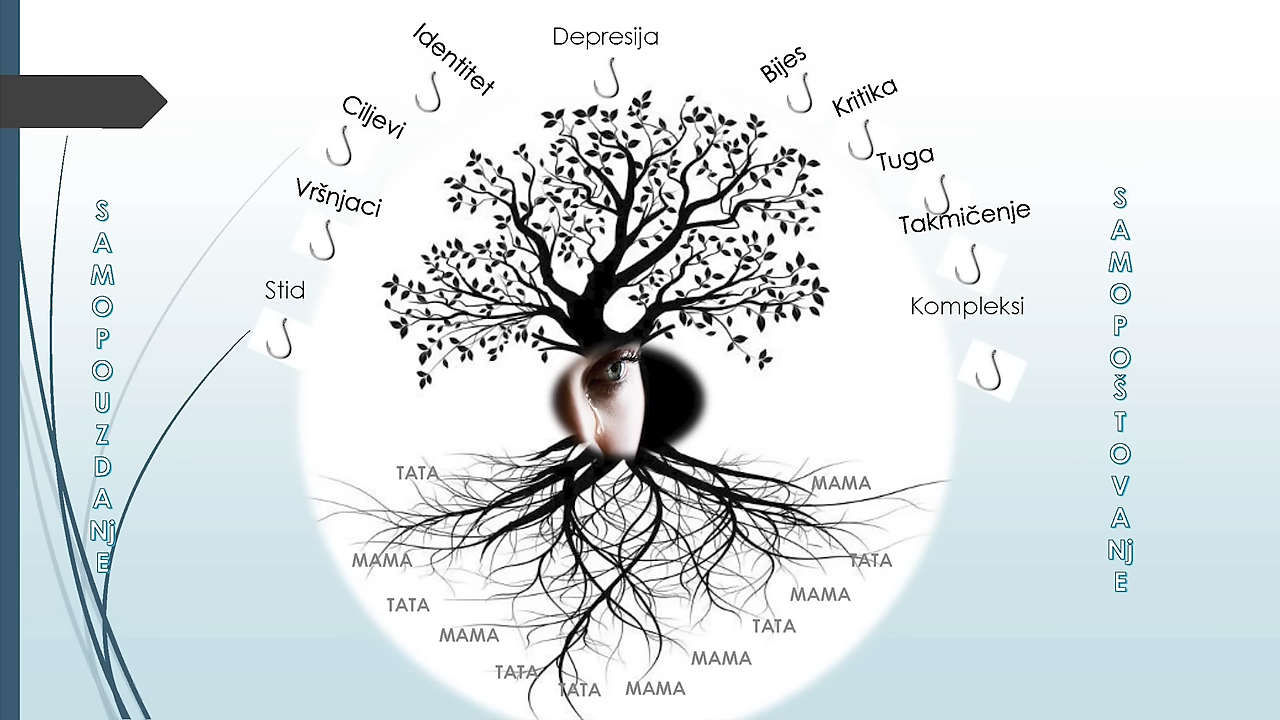 Depresija
Identitet
Bijes
Kritika
Ciljevi
Tuga
Vršnjaci
Takmičenje
Stid
Kompleksi
SAMOPOUZDANjE
SAMOPOŠTOVANjE
TATA
MAMA
MAMA
TATA
TATA
MAMA
MAMA
TATA
MAMA
TATA
TATA
MAMA